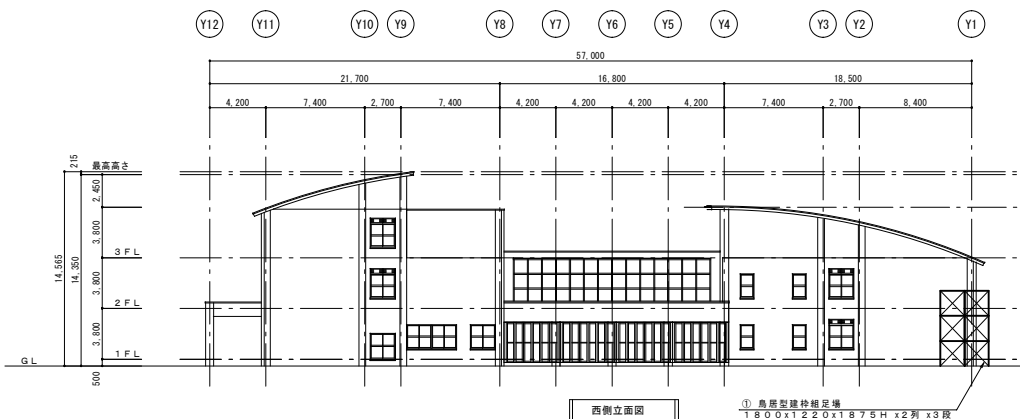 Y12 Y11 Y10 Y9 Y8 Y7 Y6 Y5 Y4 Y3 Y2 Y1
57,000
21,700 16,800 18,500
4,200 7,400 2,700 7,400 4,200 4,200 4,200 4,200 7,400 2,700 8,400
215
最高高さ
2,450
3,800
3FL
14,565
14,350
3,800
2FL
3,800
1FL
GL
500
西側立面図
① 鳥居型建枠組足場
1800x1220x1875H x2列 x3段